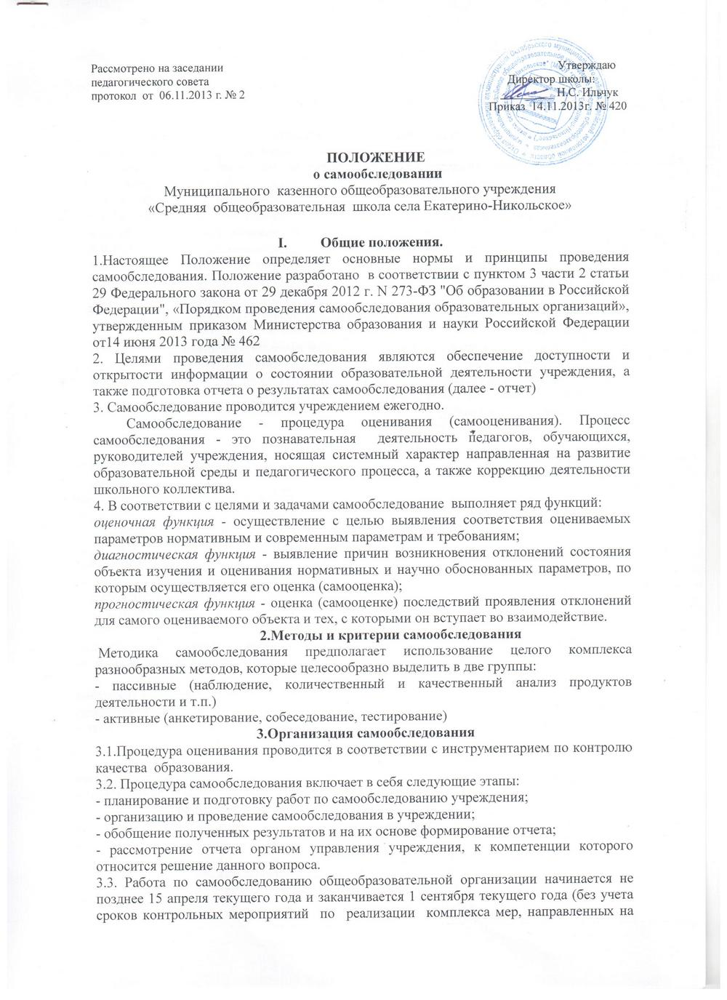 Рассмотрено на заседании
педагогического совета
протокол от 06.11.2013 г. № 2
Утверждаю
Директор школы:
Н.С. Ильчук
Приказ 14.11.2013г. № 420
ПОЛОЖЕНИЕ
о самообследовании
Муниципального казенного общеобразовательного учреждения
«Средняя общеобразовательная школа села Екатерино-Никольское»
I. Общие положения.
1.Настоящее Положение определяет основные нормы и принципы проведения
самообследования. Положение разработано в соответствии с пунктом 3 части 2 статьи
29 Федерального закона от 29 декабря 2012 г. N 273-ФЗ "Об образовании в Российской
Федерации", «Порядком проведения самообследования образовательных организаций»,
утвержденным приказом Министерства образования и науки Российской Федерации
от14 июня 2013 года № 462
2. Целями проведения самообследования являются обеспечение доступности и
открытости информации о состоянии образовательной деятельности учреждения, а
также подготовка отчета о результатах самообследования (далее - отчет)
3. Самообследование проводится учреждением ежегодно.
Самообследование - процедура оценивания (самооценивания). Процесс
самообследования - это познавательная деятельность педагогов, обучающихся,
руководителей учреждения, носящая системный характер направленная на развитие
образовательной среды и педагогического процесса, а также коррекцию деятельности
школьного коллектива.
4. В соответствии с целями и задачами самообследование выполняет ряд функций:
оценочная функция - осуществление с целью выявления соответствия оцениваемых
параметров нормативным и современным параметрам и требованиям;
диагностическая функция - выявление причин возникновения отклонений состояния
объекта изучения и оценивания нормативных и научно обоснованных параметров, по
которым осуществляется его оценка (самооценка);
прогностическая функция - оценка (самооценке) последствий проявления отклонений
для самого оцениваемого объекта и тех, с которыми он вступает во взаимодействие.
2.Методы и критерии самообследования
Методика самообследования предполагает использование целого комплекса
разнообразных методов, которые целесообразно выделить в две группы:
- пассивные (наблюдение, количественный и качественный анализ продуктов
деятельности и т.п.)
- активные (анкетирование, собеседование, тестирование)
3.Организация самообследования
3.1.Процедура оценивания проводится в соответствии с инструментарием по контролю
качества образования.
3.2. Процедура самообследования включает в себя следующие этапы:
- планирование и подготовку работ по самообследованию учреждения;
- организацию и проведение самообследования в учреждении;
- обобщение полученных результатов и на их основе формирование отчета;
- рассмотрение отчета органом управления учреждения, к компетенции которого
относится решение данного вопроса.
3.3. Работа по самообследованию общеобразовательной организации начинается не
позднее 15 апреля текущего года и заканчивается 1 сентября текущего года (без учета
сроков контрольных мероприятий по реализации комплекса мер, направленных на